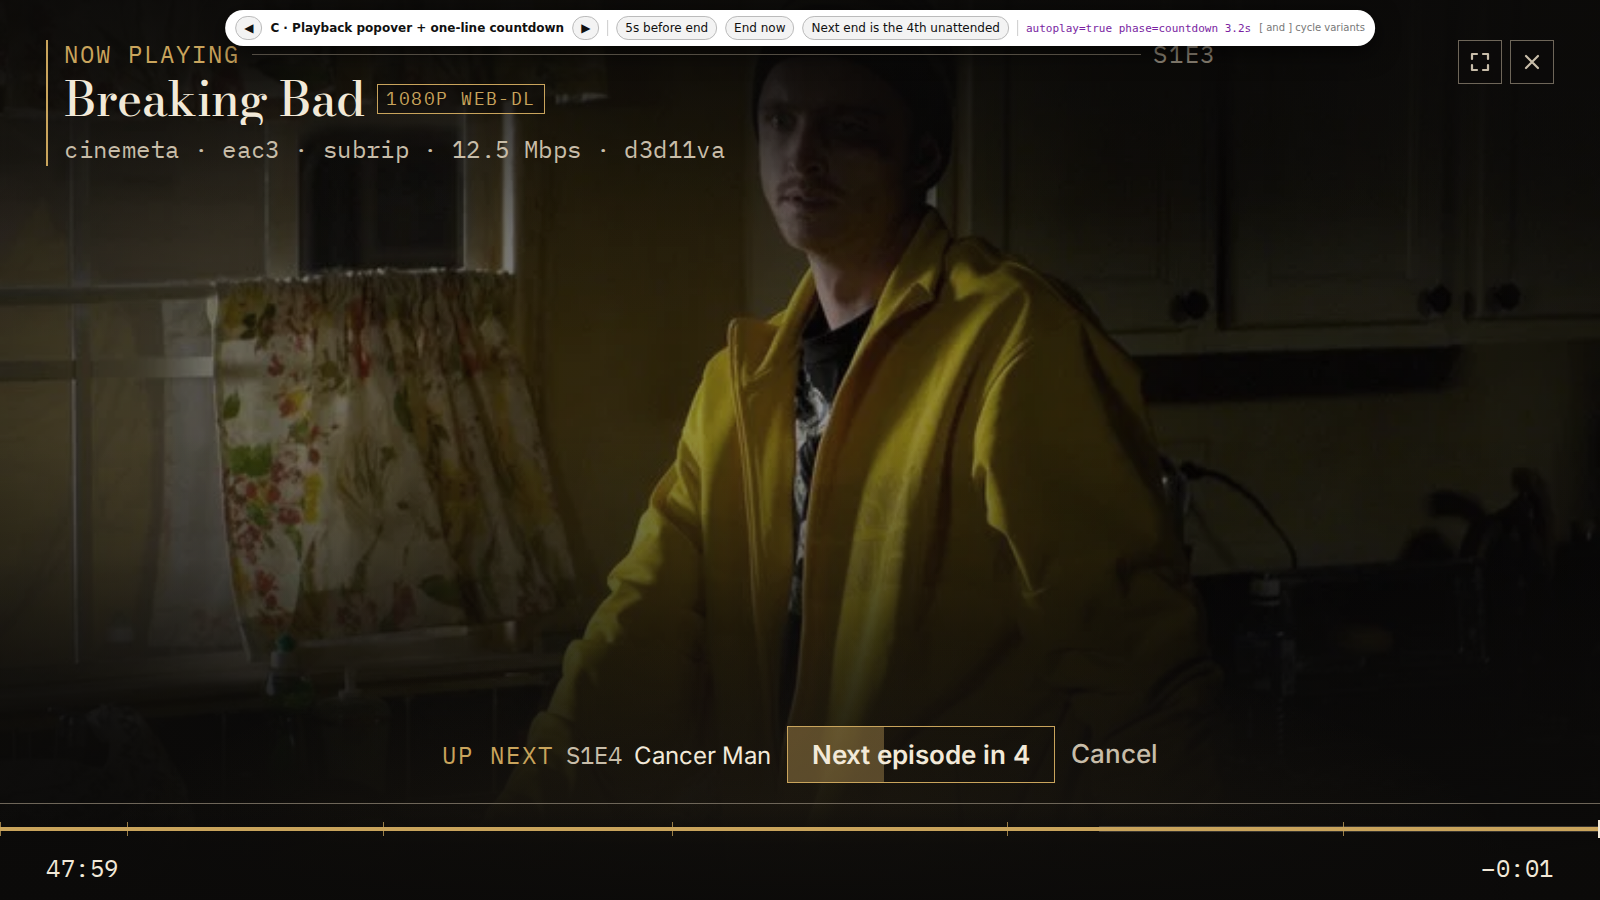 ◀ C · Playback popover + one-line countdown ▶ 5s before end End now Next end is the 4th unattended autoplay=true phase=countdown 3.2s [ and ] cycle variants
NOW PLAYING S1E3
Breaking Bad 1080P WEB-DL
cinemeta · eac3 · subrip · 12.5 Mbps · d3d11va
UP NEXT S1E4 Cancer Man Next episode in 4 Cancel
47:59 −0:01